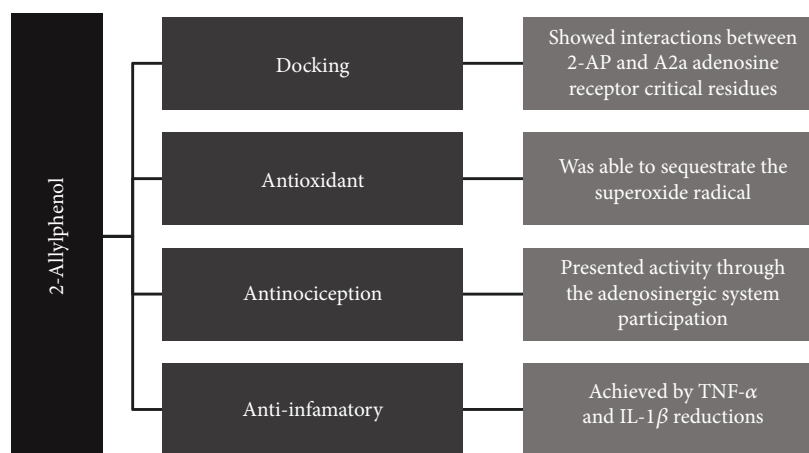 2-Allylphenol
Docking
Showed interactions between
2-AP and A2a adenosine
receptor critical residues
Antioxidant
Was able to sequestrate the
superoxide radical
Antinociception
Presented activity through
the adenosinergic system
participation
Anti-infamatory
Achieved by TNF-α
and IL-1β reductions